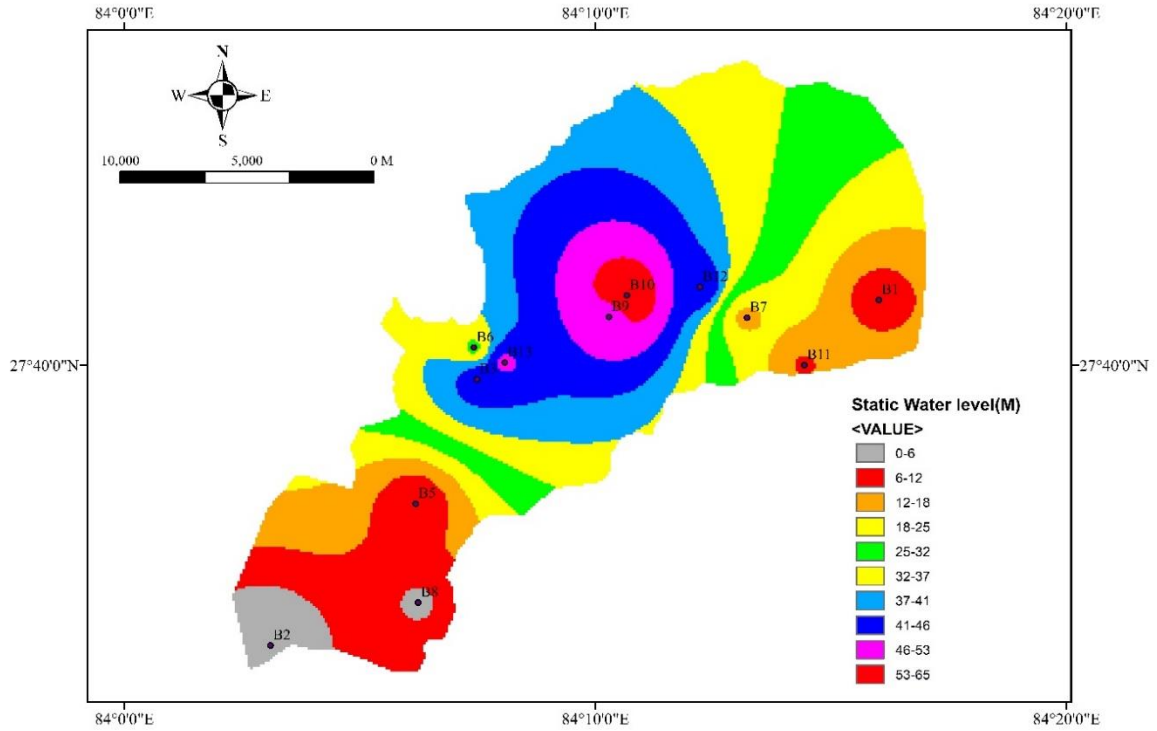 84°0'0"E 84°10'0"E 84°20'0"E
N
W E
S
10,000 5,000 0 M
B12
B10
B1
B9
B7
B6
B11
27°40'0"N 27°40'0"N
Static Water level(M)
<VALUE>
0-6
6-12
12-18
18-25
25-32
32-37
37-41
41-46
46-53
53-65
B5
B8
B2
84°0'0"E 84°10'0"E 84°20'0"E